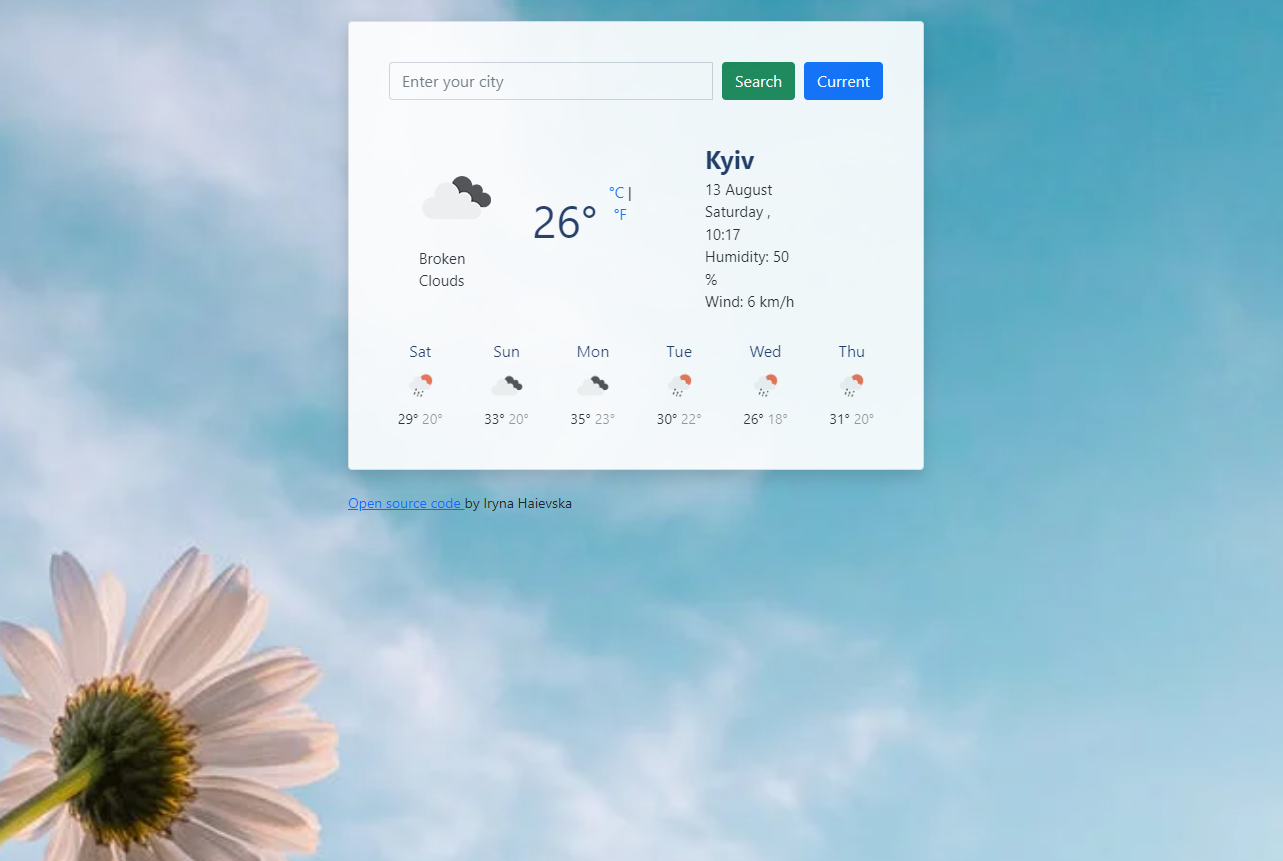 Enter your city
Search
Current
Kyiv
13 August
Saturday ,
10:17
Humidity: 50
%
Wind: 6 km/h
26°
°C |
°F
Broken
Clouds
Sat Sun Mon Tue Wed Thu
29° 20° 33° 20° 35° 23° 30° 22° 26° 18° 31° 20°
Open source code by Iryna Haievska